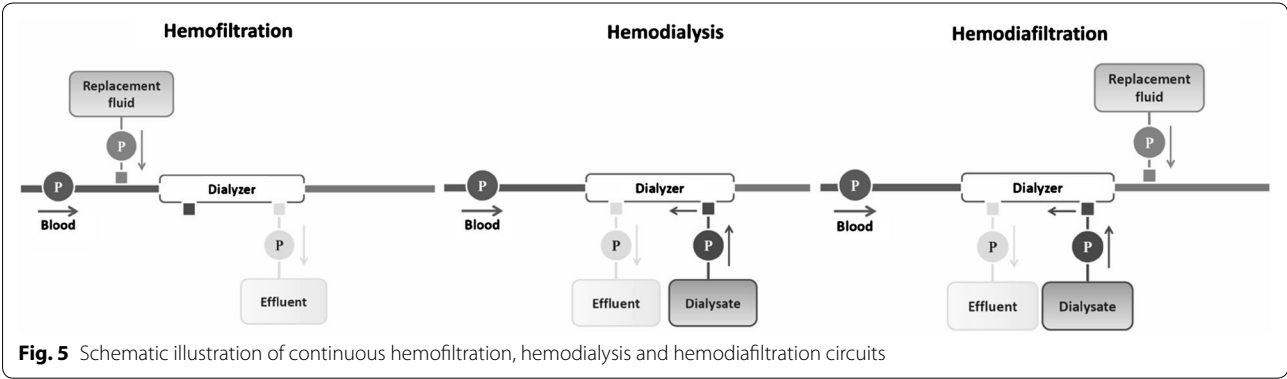 Hemofiltration
Replacement
fluid
P
P
Dialyzer
Blood
P
Effluent
Hemodialysis
P
Dialyzer
Blood
P
P
Effluent
Dialysate
Hemodiafiltration
Replacement
fluid
P
P
Dialyzer
Blood
P
P
Effluent
Dialysate
Fig. 5 Schematic illustration of continuous hemofiltration, hemodialysis and hemodiafiltration circuits